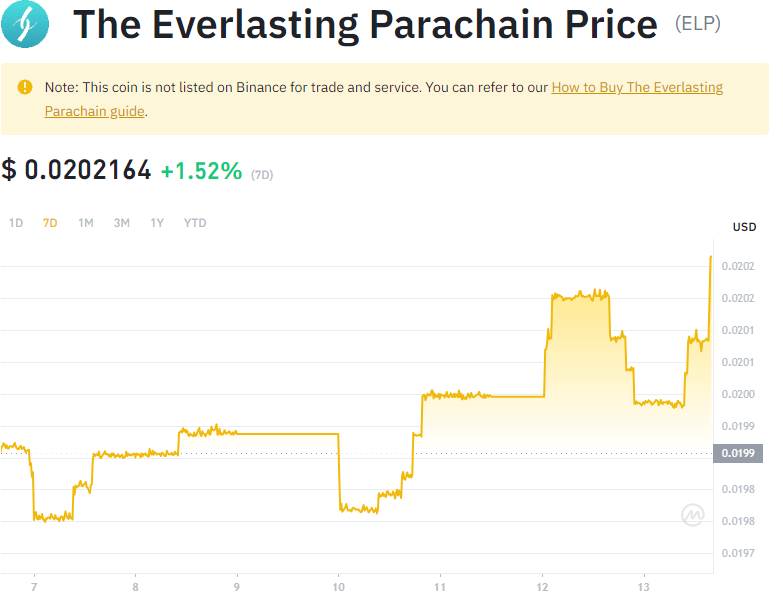 The Everlasting Parachain Price (ELP)
Note: This coin is not listed on Binance for trade and service. You can refer to our How to Buy The Everlasting
Parachain guide.
$ 0.0202164 +1.52% (7D)
1D 7D 1M 3M 1Y YTD
USD
0.0202
0.0202
0.0201
0.0201
0.0200
0.0199
0.0199
0.0198
0.0198
0.0197
7 8 9 10 11 12 13